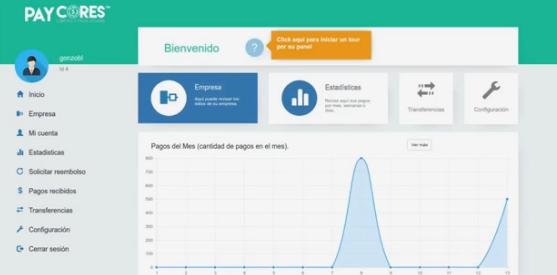 PAY CORES
gonzobl
Id 4
Inicio
Empresa
Mi cuenta
Estadísticas
Solicitar reembolso
Pagos recibidos
Transferencias
Configuración
Cerrar sesión
Bienvenido
?
Click aquí para iniciar un tour
por su panel
Empresa
Aquí puede revisar los
datos de su empresa.
Estadísticas
Revise aquí sus pagos
por mes, semanas o
días.
Transferencias
Configuración
Pagos del Mes (cantidad de pagos en el mes).
Ver más
800
700
600
500
400
300
200
100
0
1 2 3 4 5 6 7 8 9 10 11 12 13